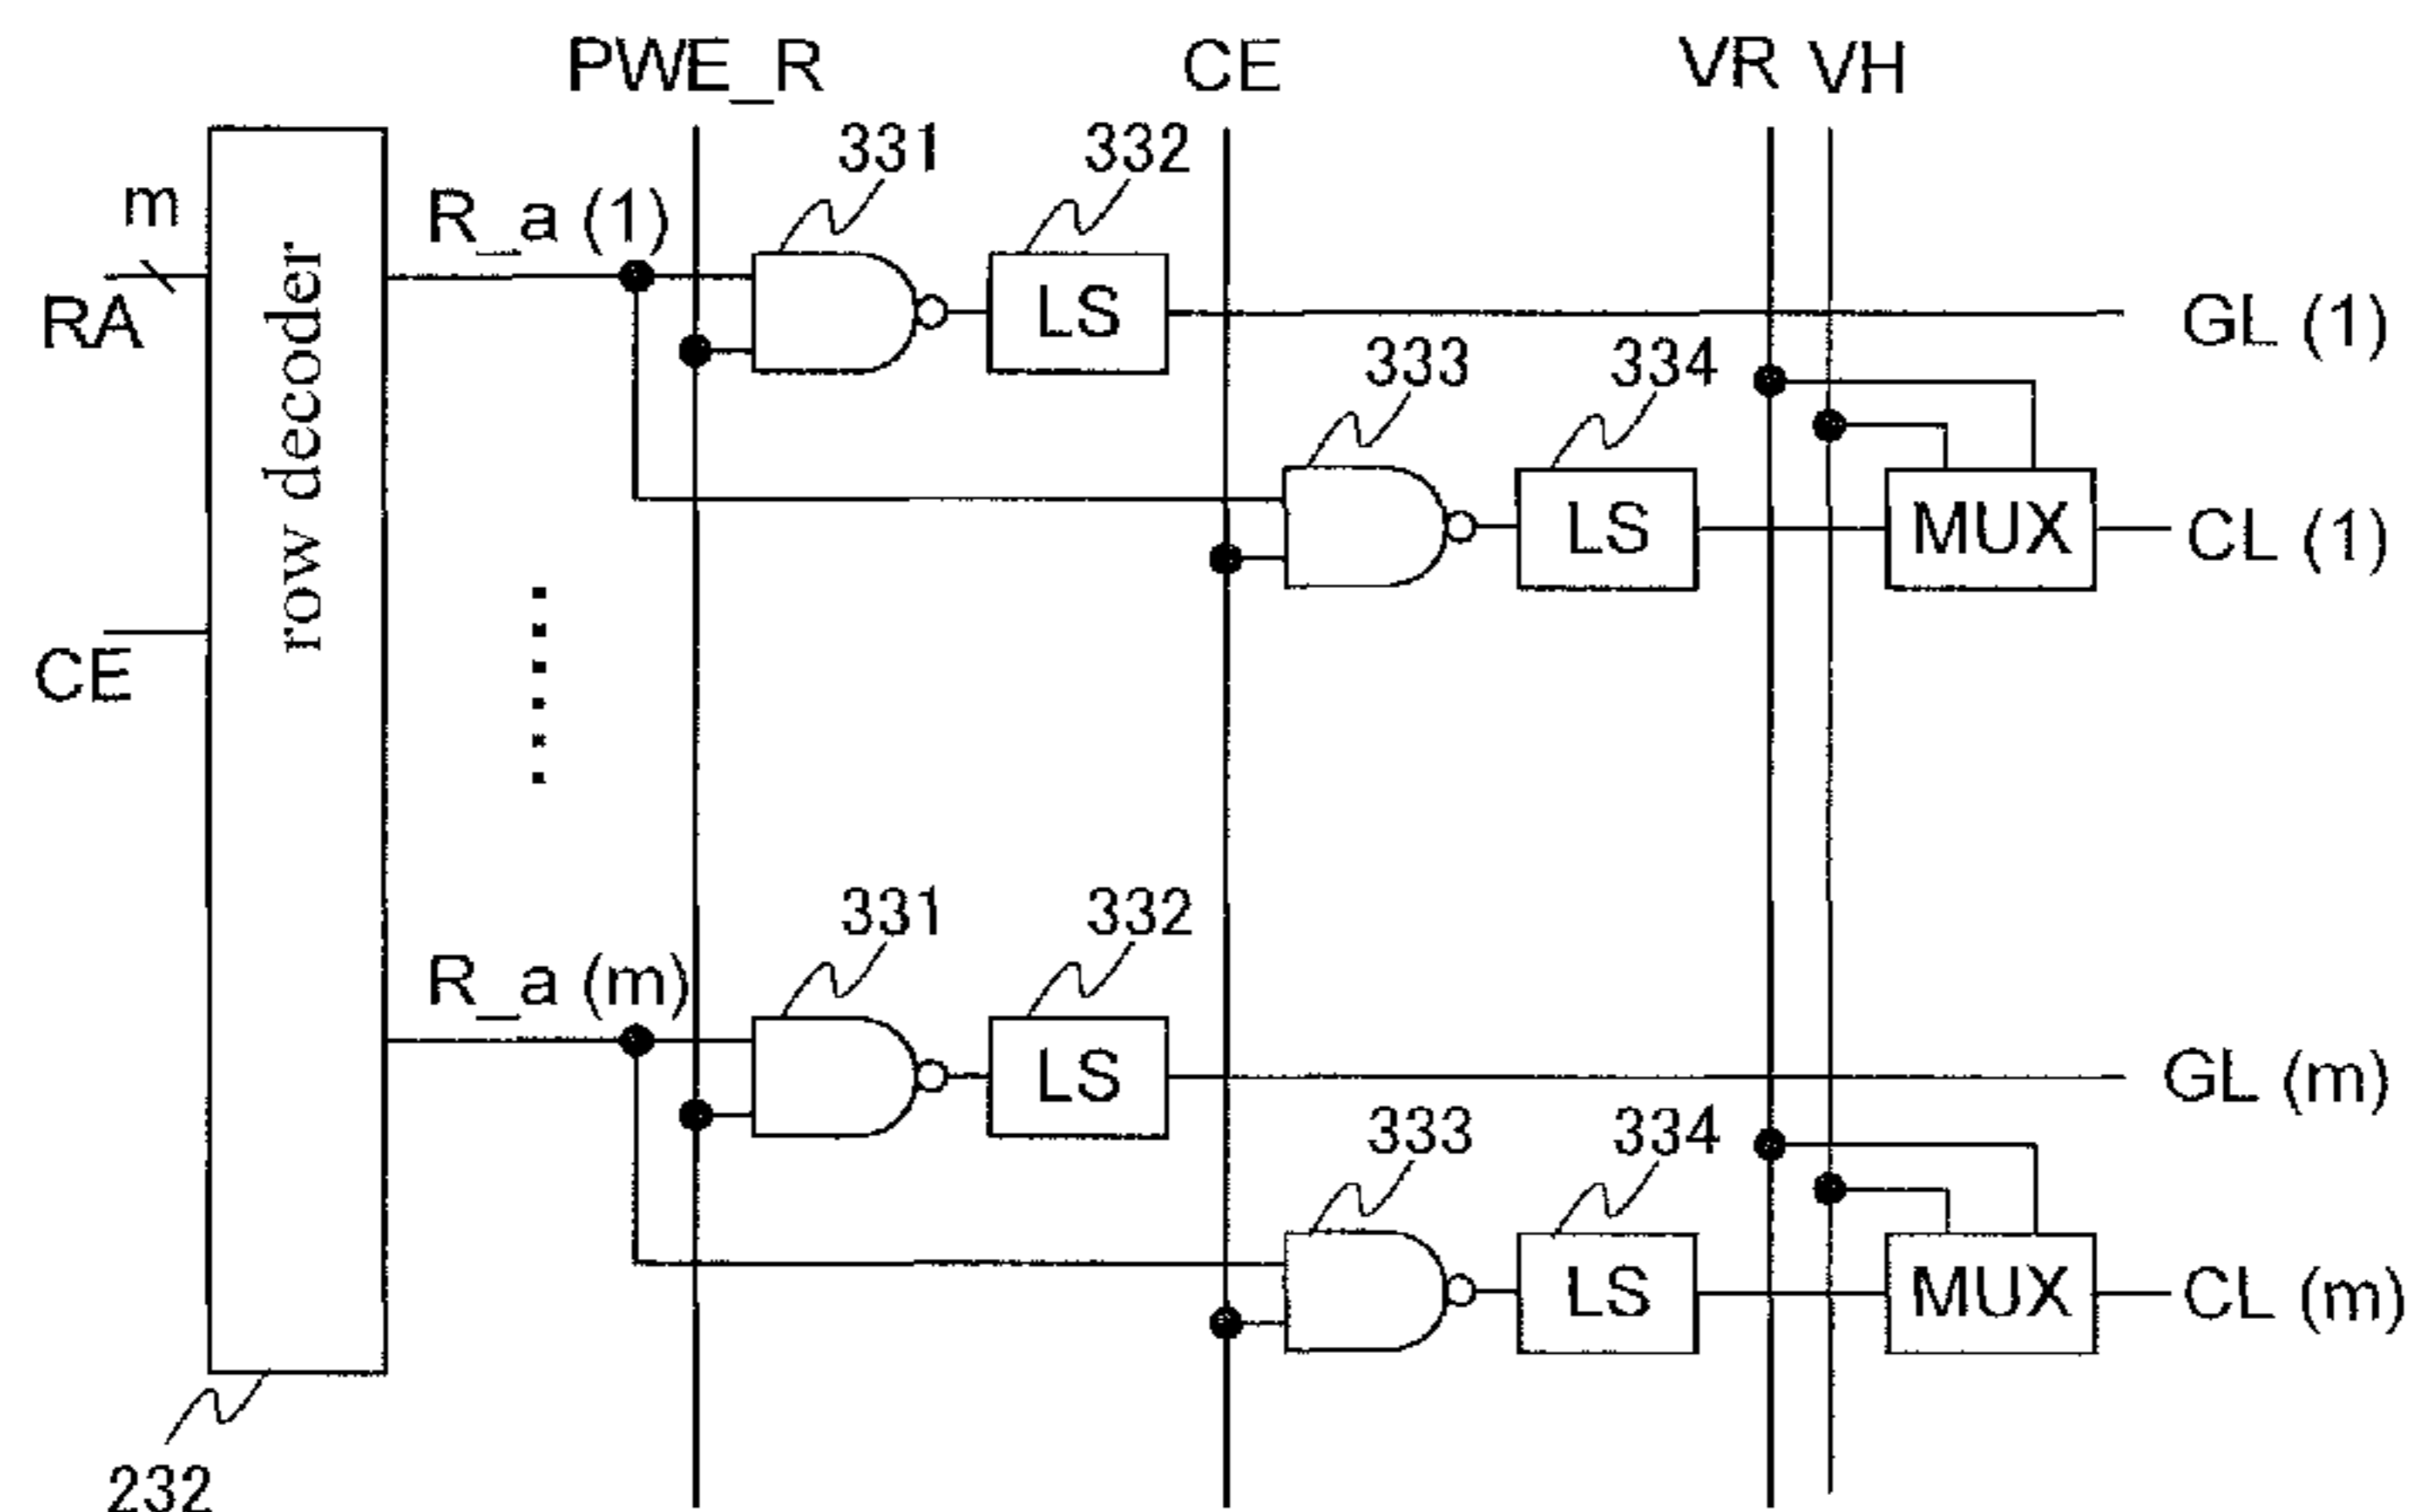 PWE_R
CE
VR
VH
331
332
m
R_a (1)
RA
LS
GL (1)
row decoder
333
334
LS
MUX
CL (1)
CE
331
332
R_a (m)
LS
GL (m)
333
334
LS
MUX
CL (m)
232